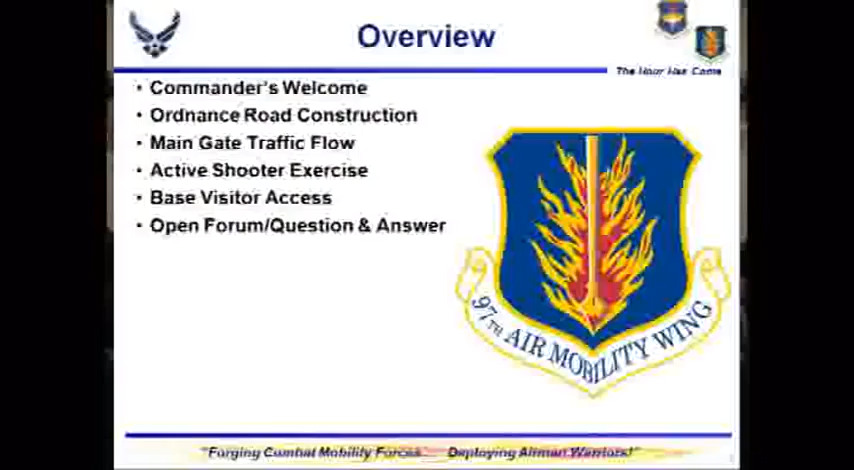 Overview
The Hour Has Come
• Commander's Welcome
• Ordnance Road Construction
• Main Gate Traffic Flow
• Active Shooter Exercise
• Base Visitor Access
• Open Forum/Question & Answer
97TH AIR MOBILITY WING
"Forging Combat Mobility Forces... Deploying Airman Warriors!"